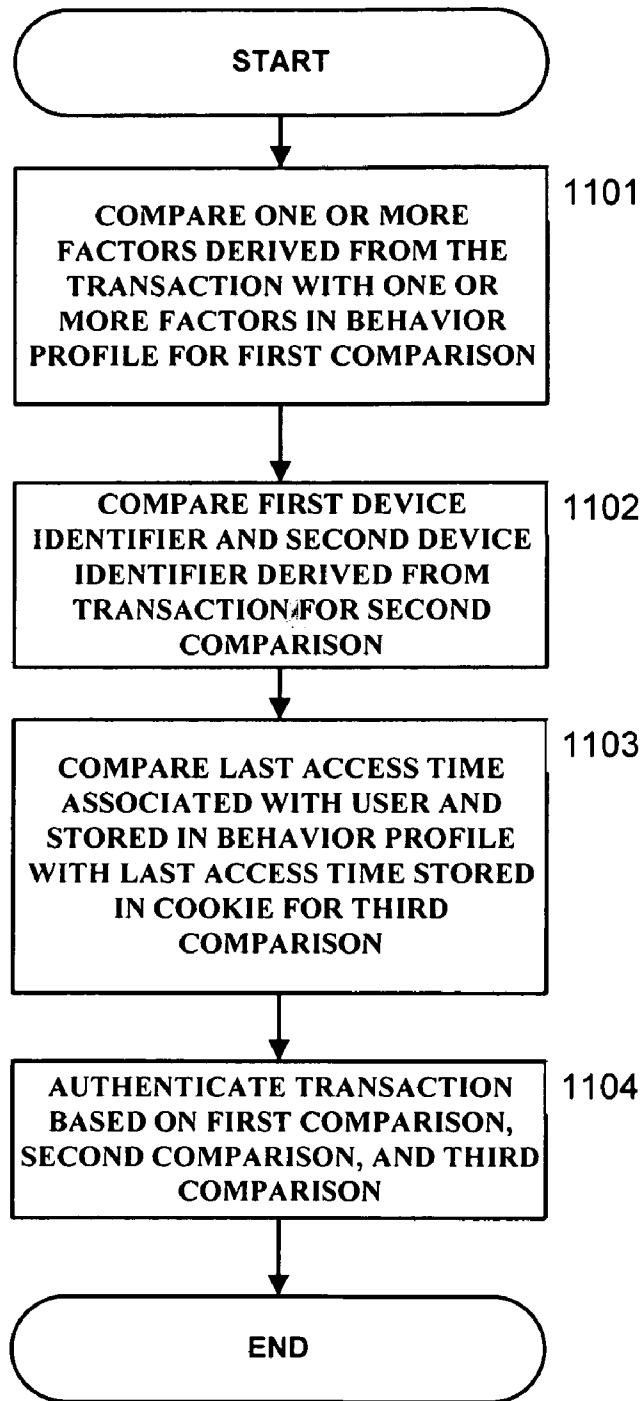 START
1101
COMPARE ONE OR MORE
FACTORS DERIVED FROM THE
TRANSACTION WITH ONE OR
MORE FACTORS IN BEHAVIOR
PROFILE FOR FIRST COMPARISON
1102
COMPARE FIRST DEVICE
IDENTIFIER AND SECOND DEVICE
IDENTIFIER DERIVED FROM
TRANSACTION FOR SECOND
COMPARISON
1103
COMPARE LAST ACCESS TIME
ASSOCIATED WITH USER AND
STORED IN BEHAVIOR PROFILE
WITH LAST ACCESS TIME STORED
IN COOKIE FOR THIRD
COMPARISON
1104
AUTHENTICATE TRANSACTION
BASED ON FIRST COMPARISON,
SECOND COMPARISON, AND THIRD
COMPARISON
END